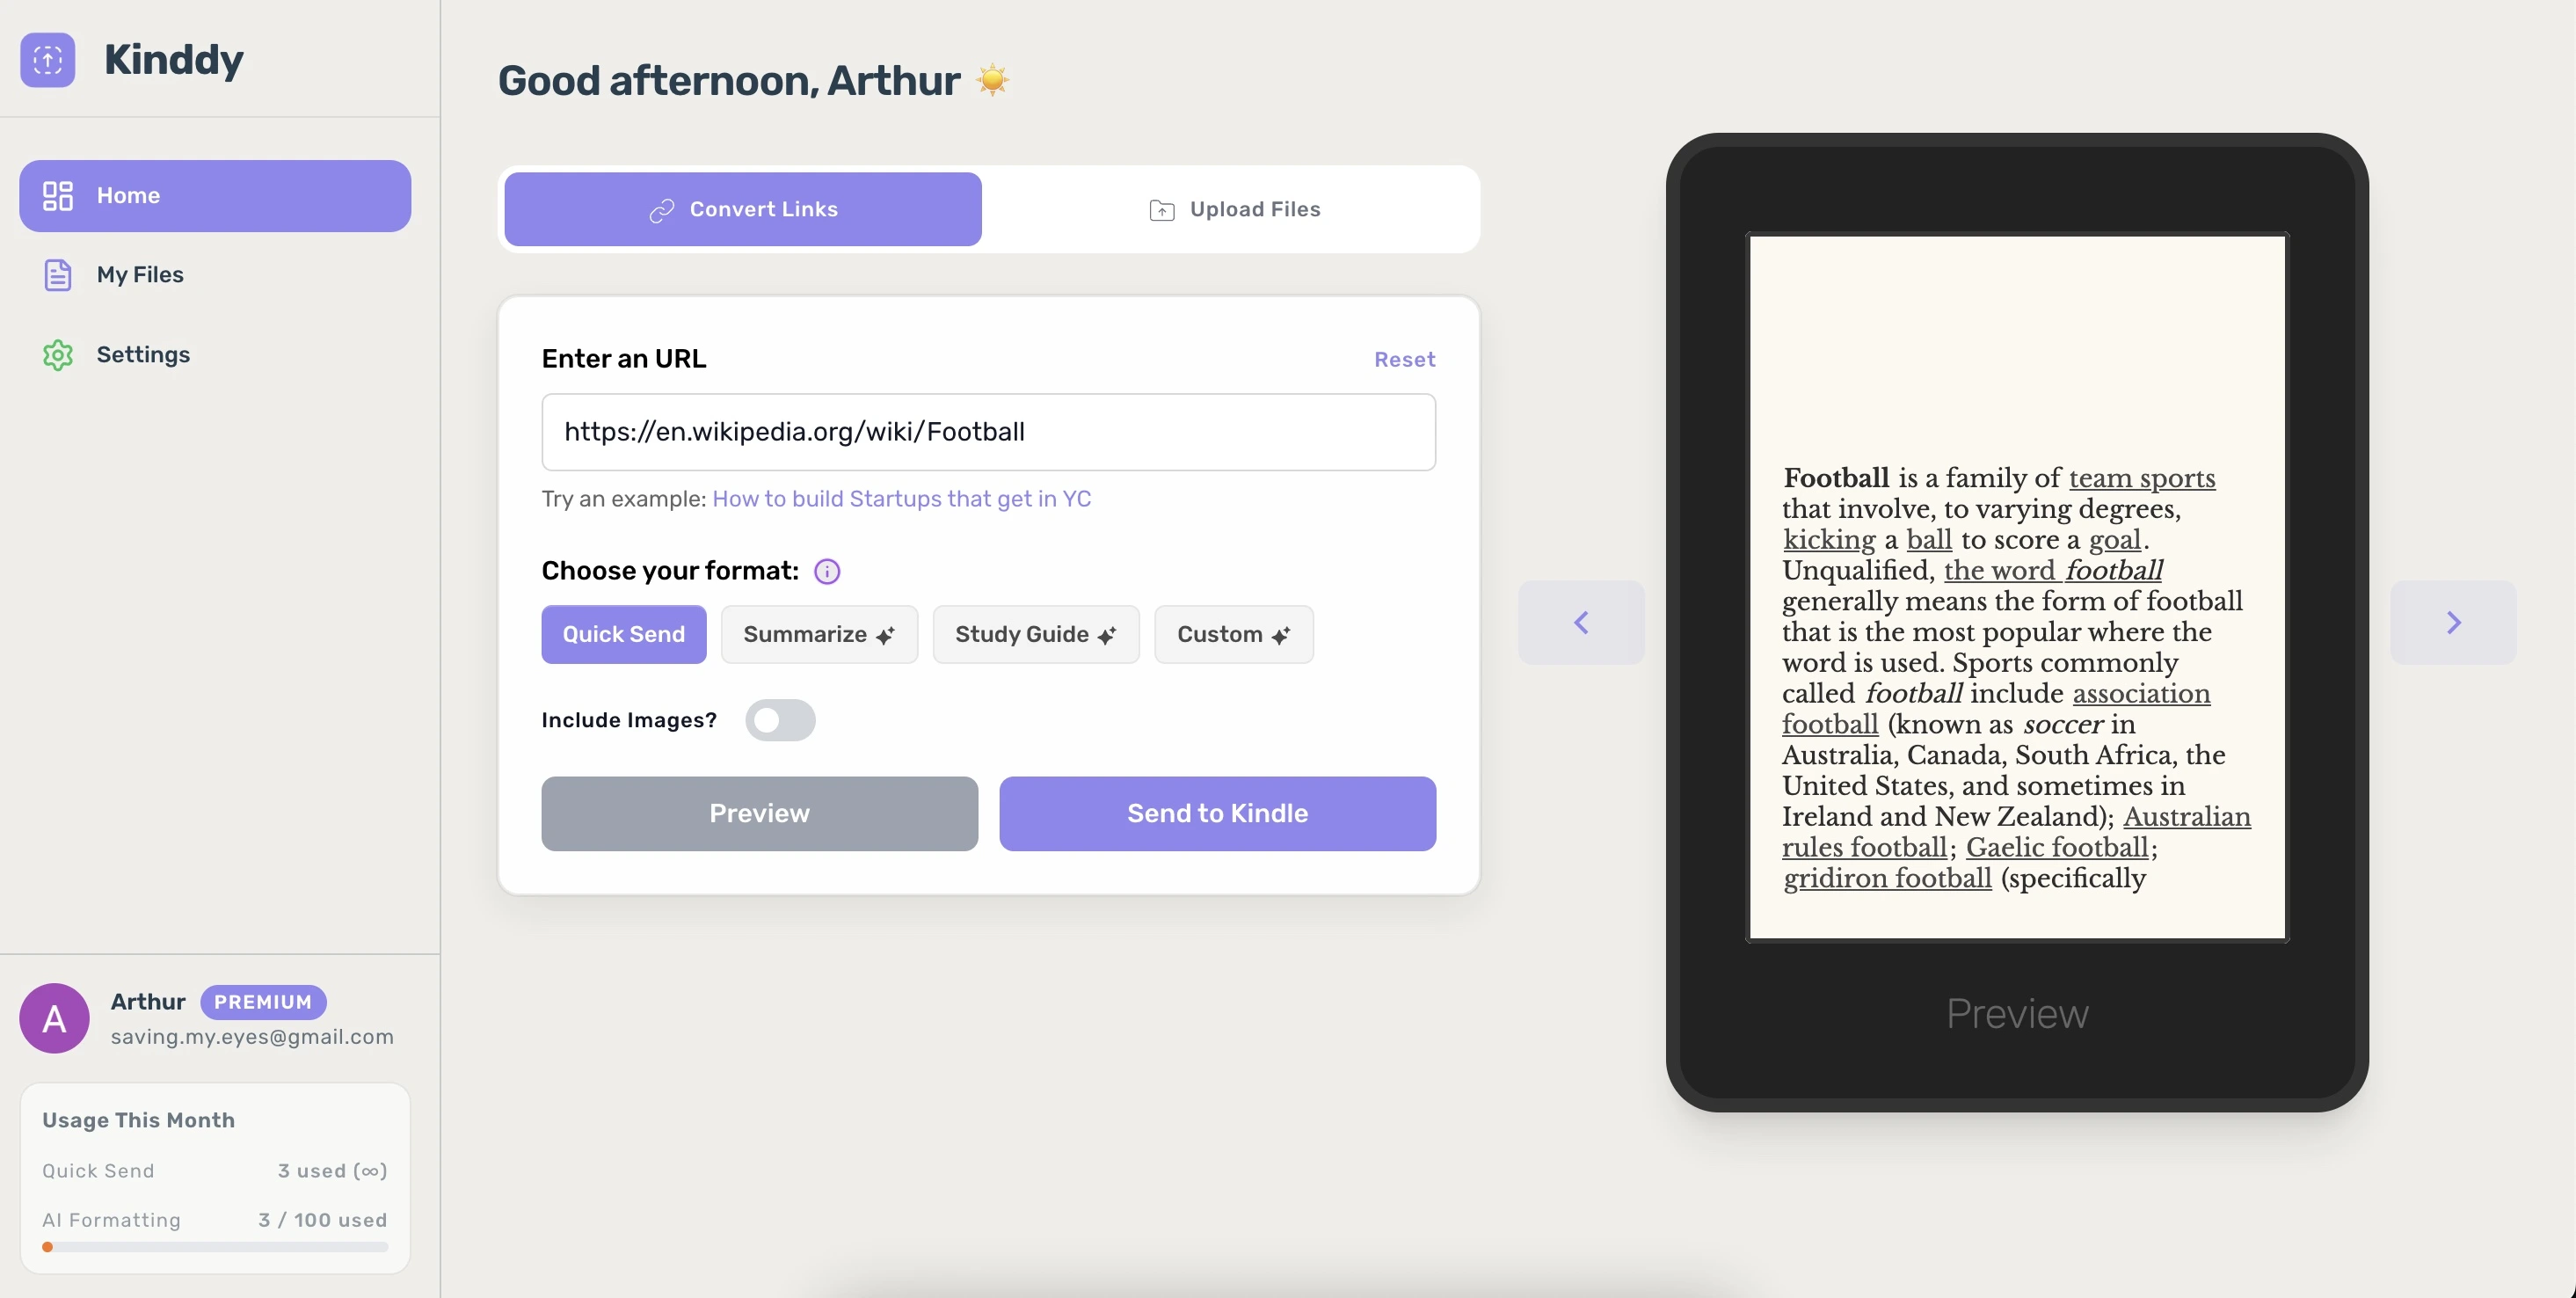 Kinddy
Home
My Files
Settings
Arthur PREMIUM
saving.my.eyes@gmail.com
Usage This Month
Quick Send 3 used (∞)
AI Formatting 3 / 100 used
Good afternoon, Arthur
Convert Links Upload Files
Enter an URL Reset
https://en.wikipedia.org/wiki/Football
Try an example: How to build Startups that get in YC
Choose your format:
Quick Send Summarize Study Guide Custom
Include Images?
Preview Send to Kindle
Football is a family of team sports
that involve, to varying degrees,
kicking a ball to score a goal.
Unqualified, the word football
generally means the form of football
that is the most popular where the
word is used. Sports commonly
called football include association
football (known as soccer in
Australia, Canada, South Africa, the
United States, and sometimes in
Ireland and New Zealand); Australian
rules football; Gaelic football;
gridiron football (specifically
Preview
A